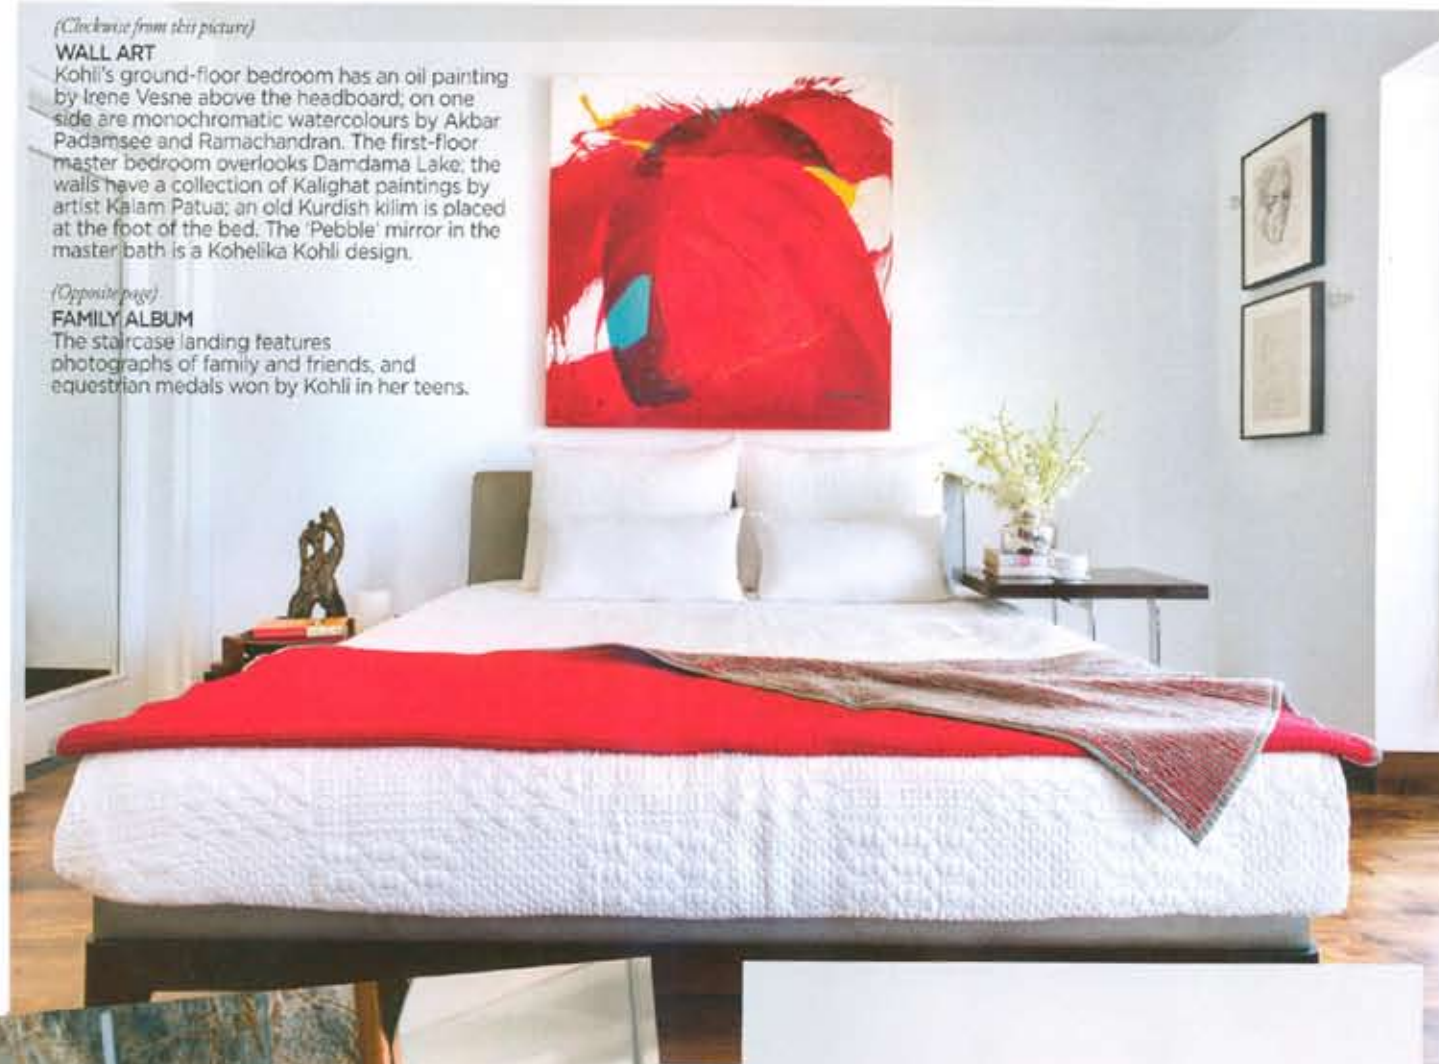 (Clockwise from this picture)
WALL ART
Kohli's ground-floor bedroom has an oil painting
by Irene Vesne above the headboard; on one
side are monochromatic watercolours by Akbar
Padamsee and Ramachandran. The first-floor
master bedroom overlooks Damdama Lake; the
walls have a collection of Kalighat paintings by
artist Kalam Patua; an old Kurdish kilim is placed
at the foot of the bed. The 'Pebble' mirror in the
master bath is a Kohelika Kohli design.
(Opposite page)
FAMILY ALBUM
The staircase landing features
photographs of family and friends, and
equestrian medals won by Kohli in her teens.